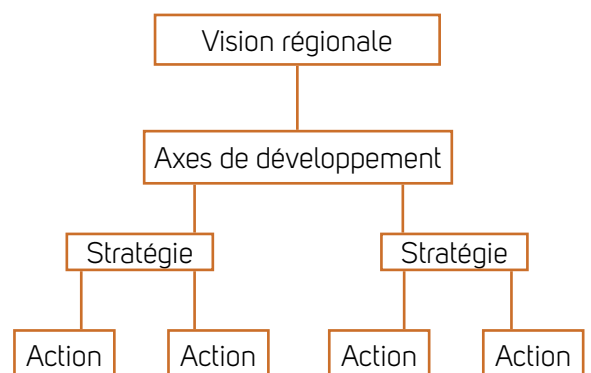 Vision régionale
Axes de développement
Stratégie
Stratégie
Action
Action
Action
Action